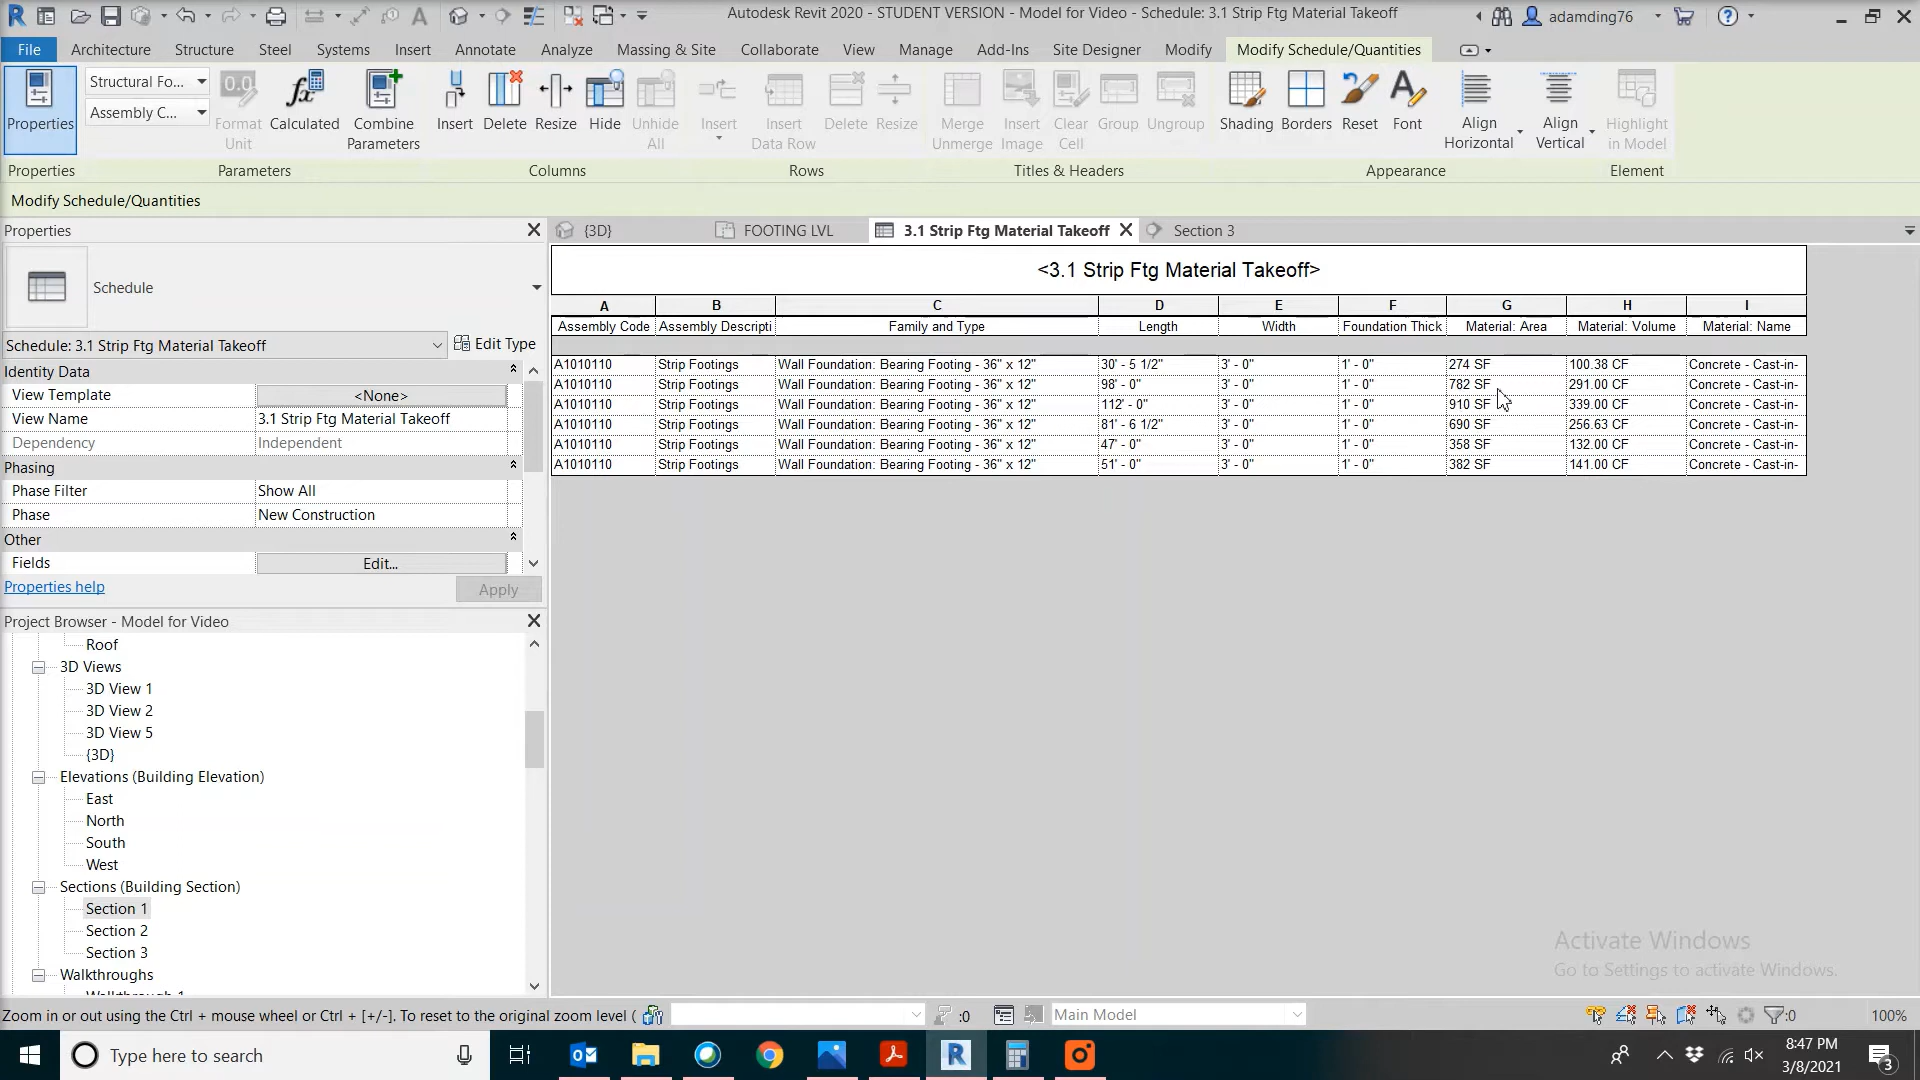 Autodesk Revit 2020 - STUDENT VERSION - Model for Video - Schedule: 3.1 Strip Ftg Material Takeoff
adamding76
File Architecture Structure Steel Systems Insert Annotate Analyze Massing & Site Collaborate View Manage Add-Ins Site Designer Modify Modify Schedule/Quantities
Properties
Structural Fo...
Assembly C...
Format Unit
Calculated
Combine Parameters
Insert Delete Resize Hide Unhide All
Insert
Insert Data Row
Delete Resize
Merge Unmerge
Insert Image
Clear Cell
Group Ungroup
Shading Borders Reset Font
Align Horizontal
Align Vertical
Highlight in Model
Properties Parameters Columns Rows Titles & Headers Appearance Element
Modify Schedule/Quantities
Properties
Schedule
Schedule: 3.1 Strip Ftg Material Takeoff
Edit Type
Identity Data
View Template <None>
View Name 3.1 Strip Ftg Material Takeoff
Dependency Independent
Phasing
Phase Filter Show All
Phase New Construction
Other
Fields Edit...
Properties help
Apply
Project Browser - Model for Video
Roof
3D Views
3D View 1
3D View 2
3D View 5
{3D}
Elevations (Building Elevation)
East
North
South
West
Sections (Building Section)
Section 1
Section 2
Section 3
Walkthroughs
Walkthrough 1
{3D} FOOTING LVL 3.1 Strip Ftg Material Takeoff Section 3
<3.1 Strip Ftg Material Takeoff>
A B C D E F G H I
Assembly Code Assembly Descripti Family and Type Length Width Foundation Thick Material: Area Material: Volume Material: Name
A1010110 Strip Footings Wall Foundation: Bearing Footing - 36" x 12" 30' - 5 1/2" 3' - 0" 1' - 0" 274 SF 100.38 CF Concrete - Cast-in-
A1010110 Strip Footings Wall Foundation: Bearing Footing - 36" x 12" 98' - 0" 3' - 0" 1' - 0" 782 SF 291.00 CF Concrete - Cast-in-
A1010110 Strip Footings Wall Foundation: Bearing Footing - 36" x 12" 112' - 0" 3' - 0" 1' - 0" 910 SF 339.00 CF Concrete - Cast-in-
A1010110 Strip Footings Wall Foundation: Bearing Footing - 36" x 12" 81' - 6 1/2" 3' - 0" 1' - 0" 690 SF 256.63 CF Concrete - Cast-in-
A1010110 Strip Footings Wall Foundation: Bearing Footing - 36" x 12" 47' - 0" 3' - 0" 1' - 0" 358 SF 132.00 CF Concrete - Cast-in-
A1010110 Strip Footings Wall Foundation: Bearing Footing - 36" x 12" 51' - 0" 3' - 0" 1' - 0" 382 SF 141.00 CF Concrete - Cast-in-
Activate Windows
Go to Settings to activate Windows.
Zoom in or out using the Ctrl + mouse wheel or Ctrl + [+/-]. To reset to the original zoom level (
:0
Main Model
:0
100%
Type here to search
8:47 PM
3/8/2021
3